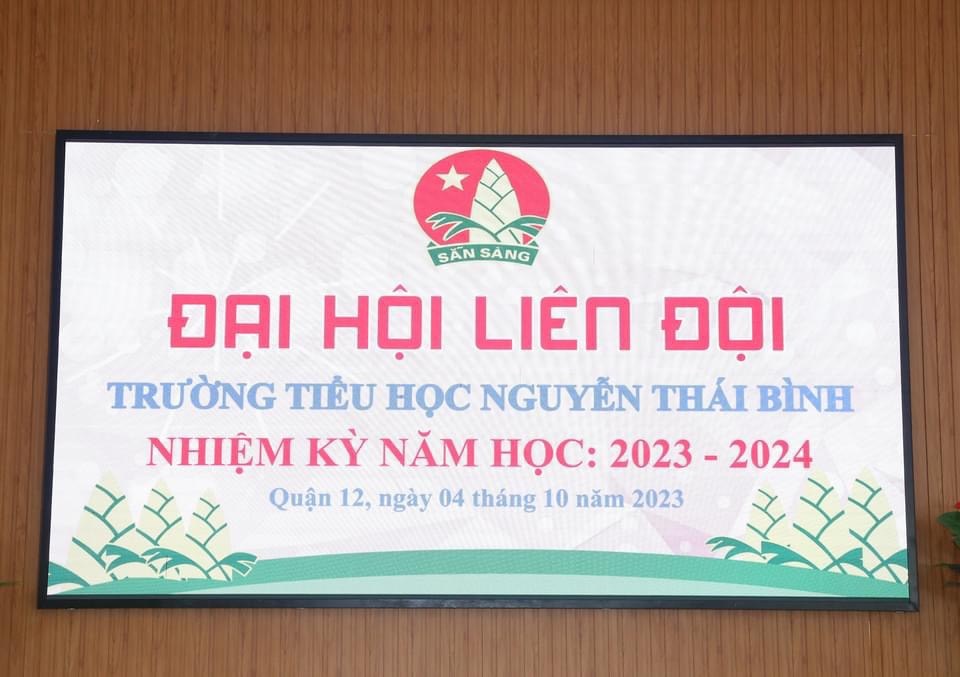 SẴN SÀNG
ĐẠI HỘI LIÊN ĐỘI
TRƯỜNG TIỂU HỌC NGUYỄN THÁI BÌNH
NHIỆM KỲ NĂM HỌC: 2023 - 2024
Quận 12, ngày 04 tháng 10 năm 2023